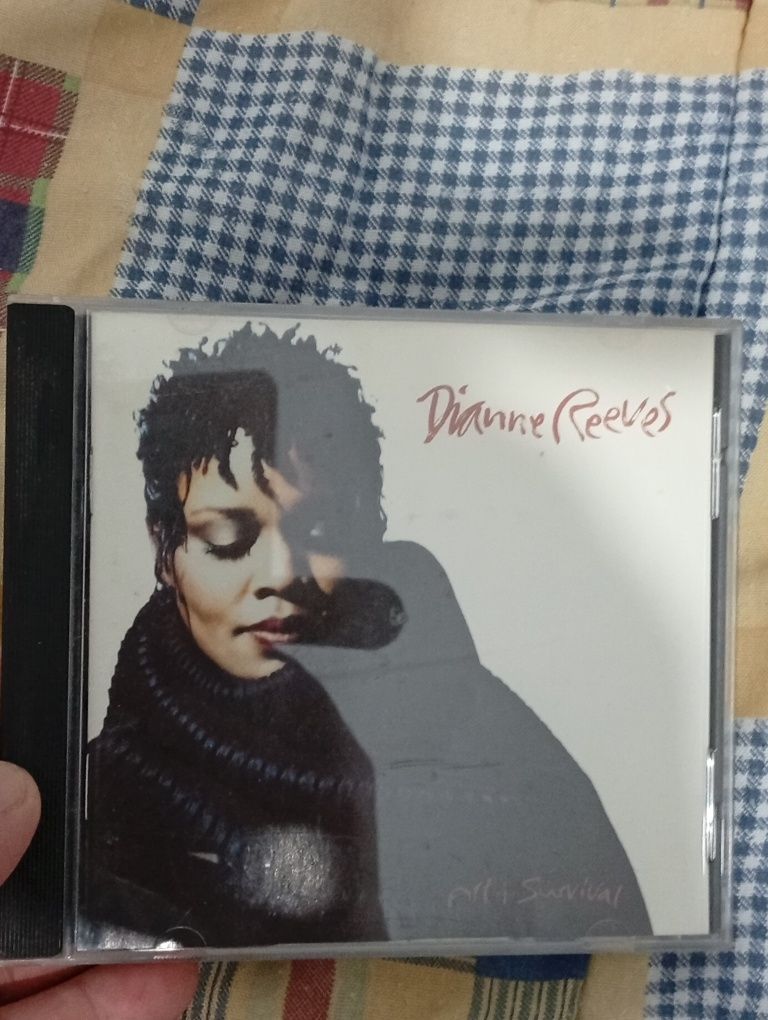 Dianne Reeves
Art + Survival